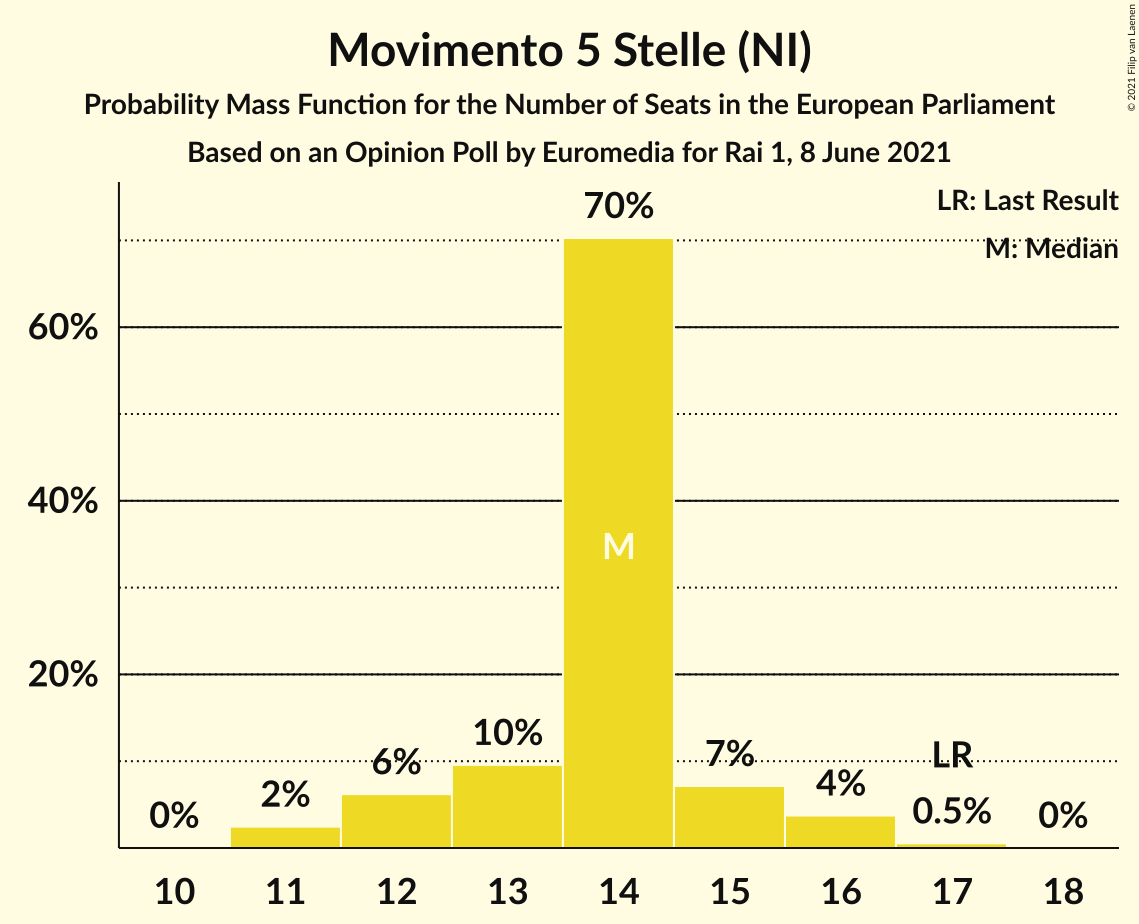 Movimento 5 Stelle (NI)
Probability Mass Function for the Number of Seats in the European Parliament
Based on an Opinion Poll by Euromedia for Rai 1, 8 June 2021
© 2021 Filip van Laenen
LR: Last Result
M: Median
60%
40%
20%
0%
2%
6%
10%
70%
M
7%
4%
LR
0.5%
0%
10 11 12 13 14 15 16 17 18